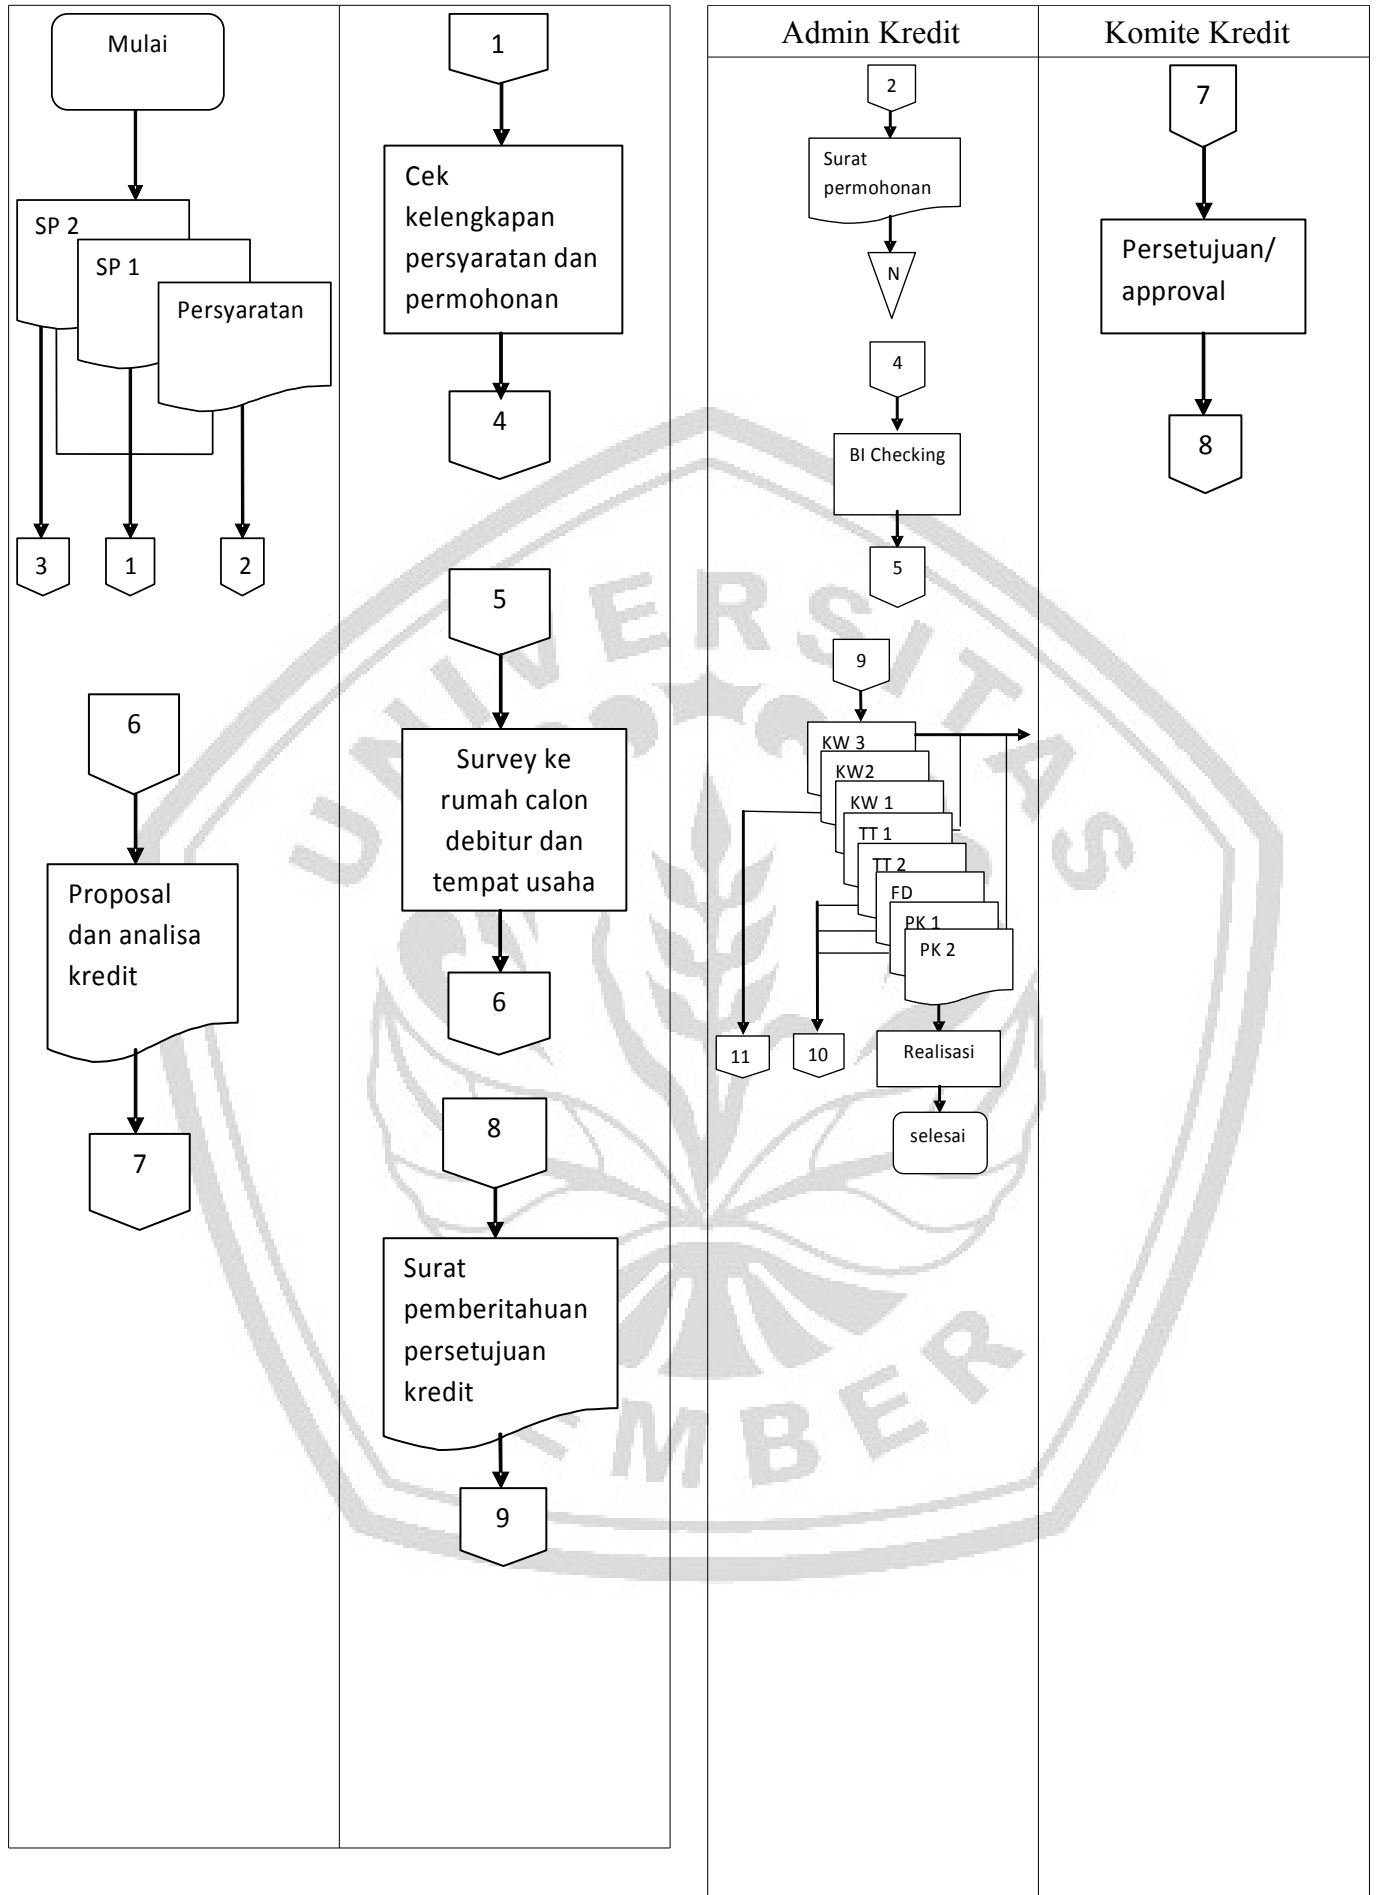 Mulai
SP 2
SP 1
Persyaratan
3
1
2
6
Proposal
dan analisa
kredit
7
1
Cek
kelengkapan
persyaratan dan
permohonan
4
5
Survey ke
rumah calon
debitur dan
tempat usaha
6
8
Surat
pemberitahuan
persetujuan
kredit
9
Admin Kredit
2
Surat
permohonan
N
4
BI Checking
5
9
KW 3
KW2
KW 1
TT 1
TT 2
FD
PK 1
PK 2
11
10
Realisasi
selesai
Komite Kredit
7
Persetujuan/
approval
8
UNIVERSITAS
JEMBER